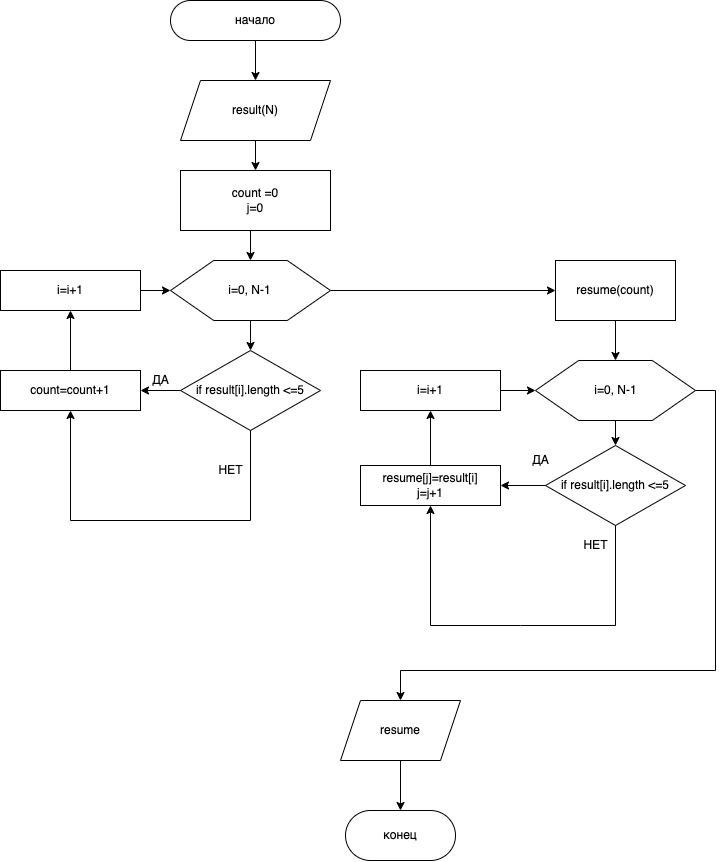 начало
result(N)
count =0
j=0
i=i+1
i=0, N-1
resume(count)
count=count+1
ДА
if result[i].length <=5
НЕТ
i=i+1
i=0, N-1
resume[j]=result[i]
j=j+1
ДА
if result[i].length <=5
НЕТ
resume
конец